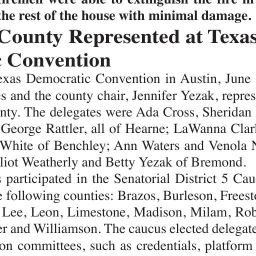 firemen were able to extinguish the fire in
the rest of the house with minimal damage.
County Represented at Texas
c Convention
exas Democratic Convention in Austin, June
s and the county chair, Jennifer Yezak, repres
nty. The delegates were Ada Cross, Sheridan
George Rattler, all of Hearne; LaWanna Clar
White of Benchley; Ann Waters and Venola N
liot Weatherly and Betty Yezak of Bremond.
s participated in the Senatorial District 5 Cau
e following counties: Brazos, Burleson, Freest
Lee, Leon, Limestone, Madison, Milam, Rob
er and Williamson. The caucus elected delegate
on committees, such as credentials, platform